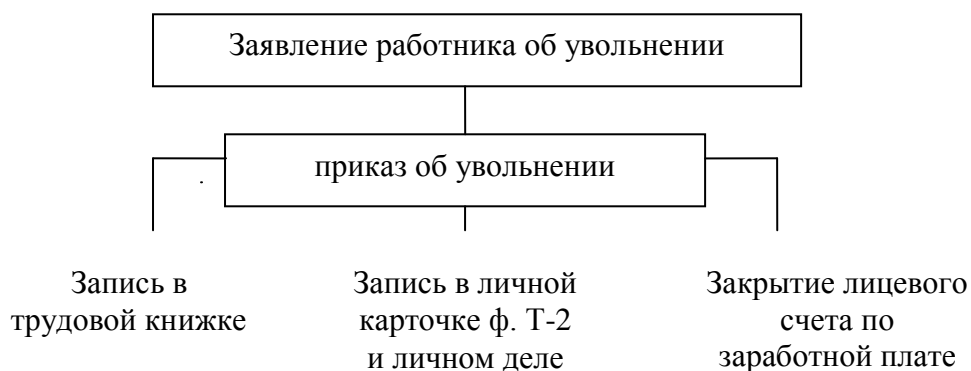 Заявление работника об увольнении
приказ об увольнении
Запись в
трудовой книжке
Запись в личной
карточке ф. Т-2
и личном деле
Закрытие лицевого
счета по
заработной плате